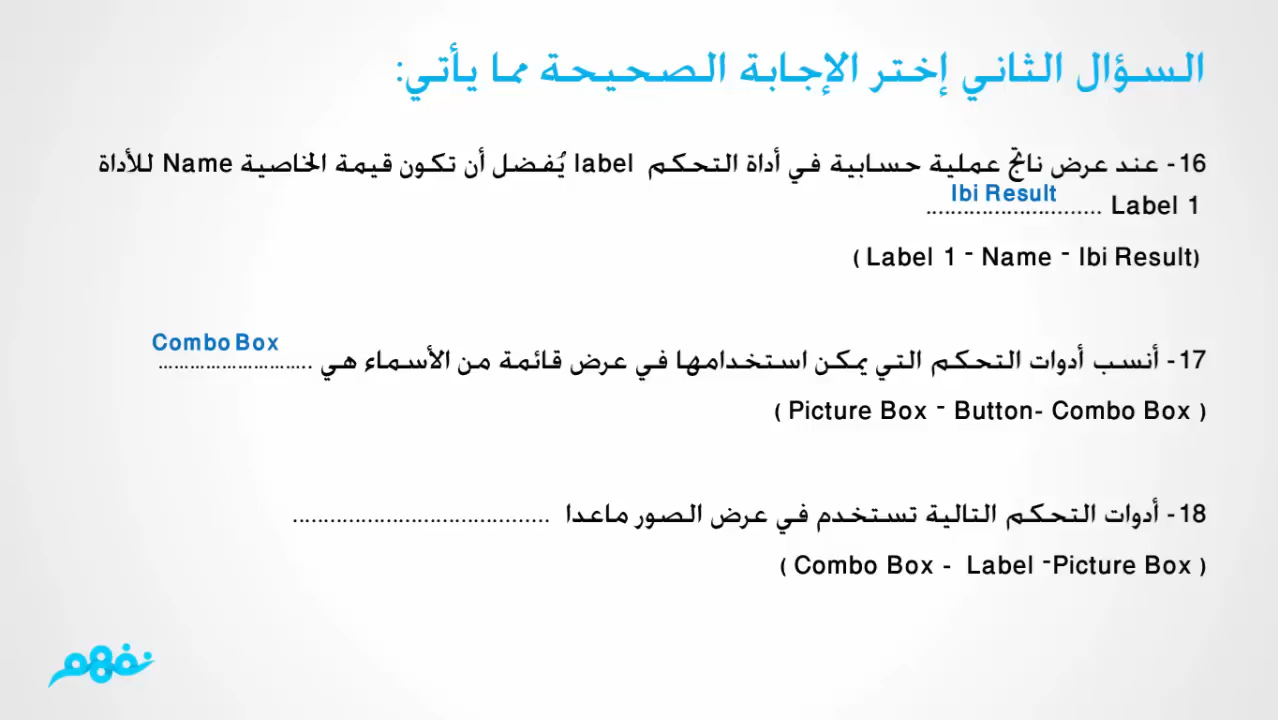 السؤال الثاني إختر الإجابة الصحيحة مما يأتي:
16- عند عرض ناتج عملية حسابية في أداة التحكم label يُفضل أن تكون قيمة الخاصية Name للأداة
Ibi Result
Label 1 ............................
(Label 1 - Name - Ibi Result)
Combo Box
17- أنسب أدوات التحكم التي يمكن استخدامها في عرض قائمة من الأسماء هي ..........................
( Picture Box - Button- Combo Box )
18- أدوات التحكم التالية تستخدم في عرض الصور ماعدا .........................................
( Combo Box - Label -Picture Box )
نفهم